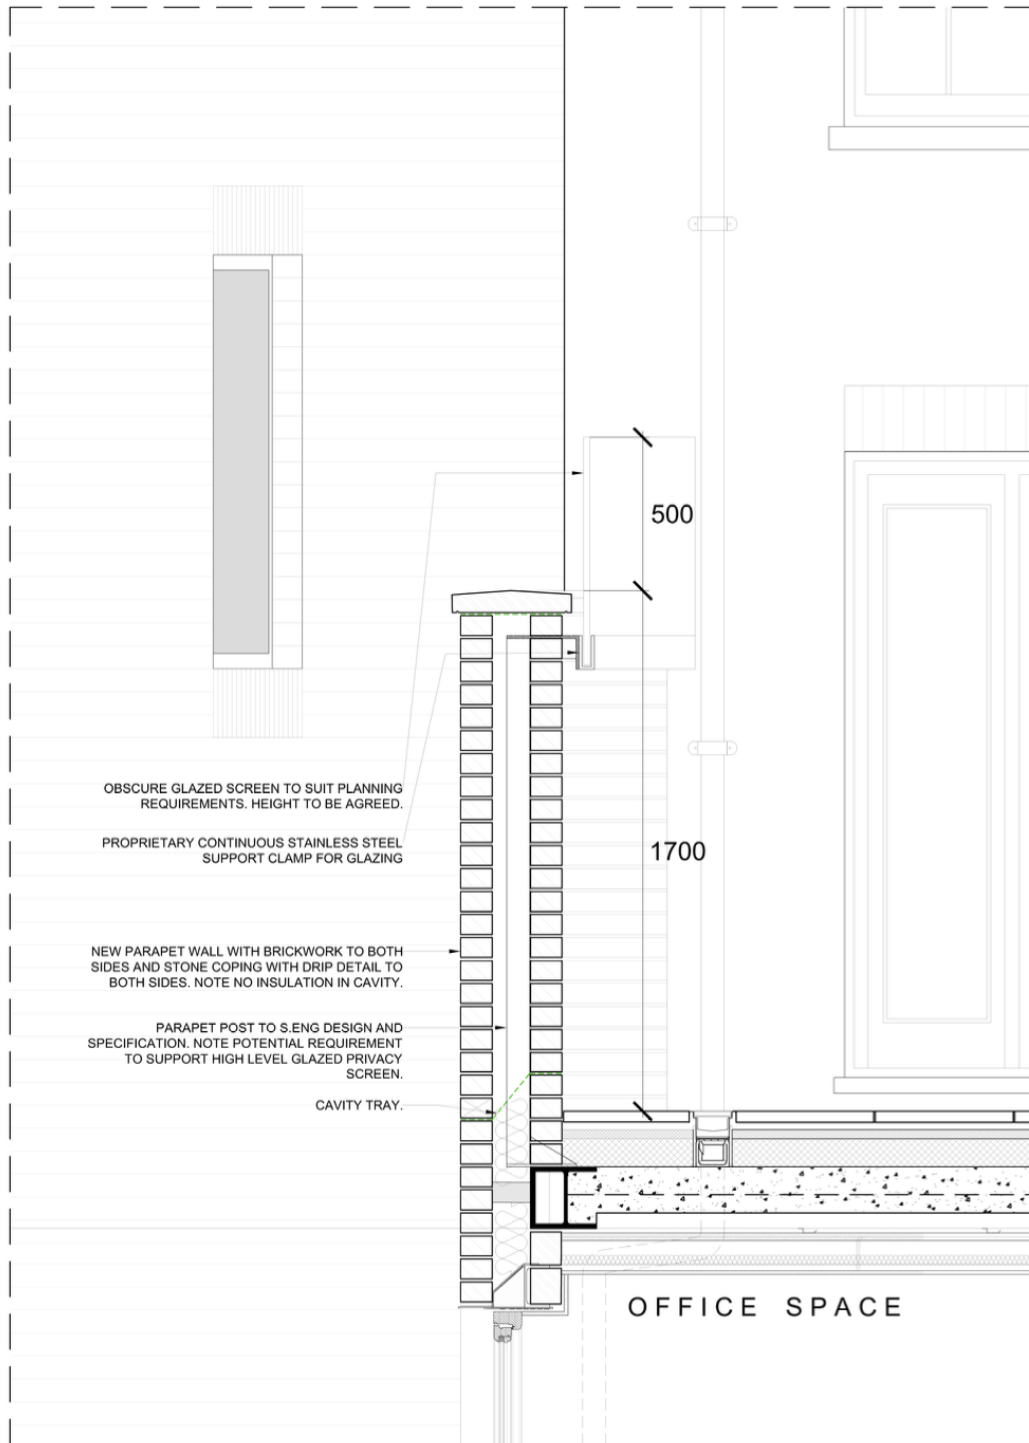 500
OBSCURE GLAZED SCREEN TO SUIT PLANNING
REQUIREMENTS. HEIGHT TO BE AGREED.
PROPRIETARY CONTINUOUS STAINLESS STEEL
SUPPORT CLAMP FOR GLAZING
1700
NEW PARAPET WALL WITH BRICKWORK TO BOTH
SIDES AND STONE COPING WITH DRIP DETAIL TO
BOTH SIDES. NOTE NO INSULATION IN CAVITY.
PARAPET POST TO S.ENG DESIGN AND
SPECIFICATION. NOTE POTENTIAL REQUIREMENT
TO SUPPORT HIGH LEVEL GLAZED PRIVACY
SCREEN.
CAVITY TRAY.
OFFICE SPACE